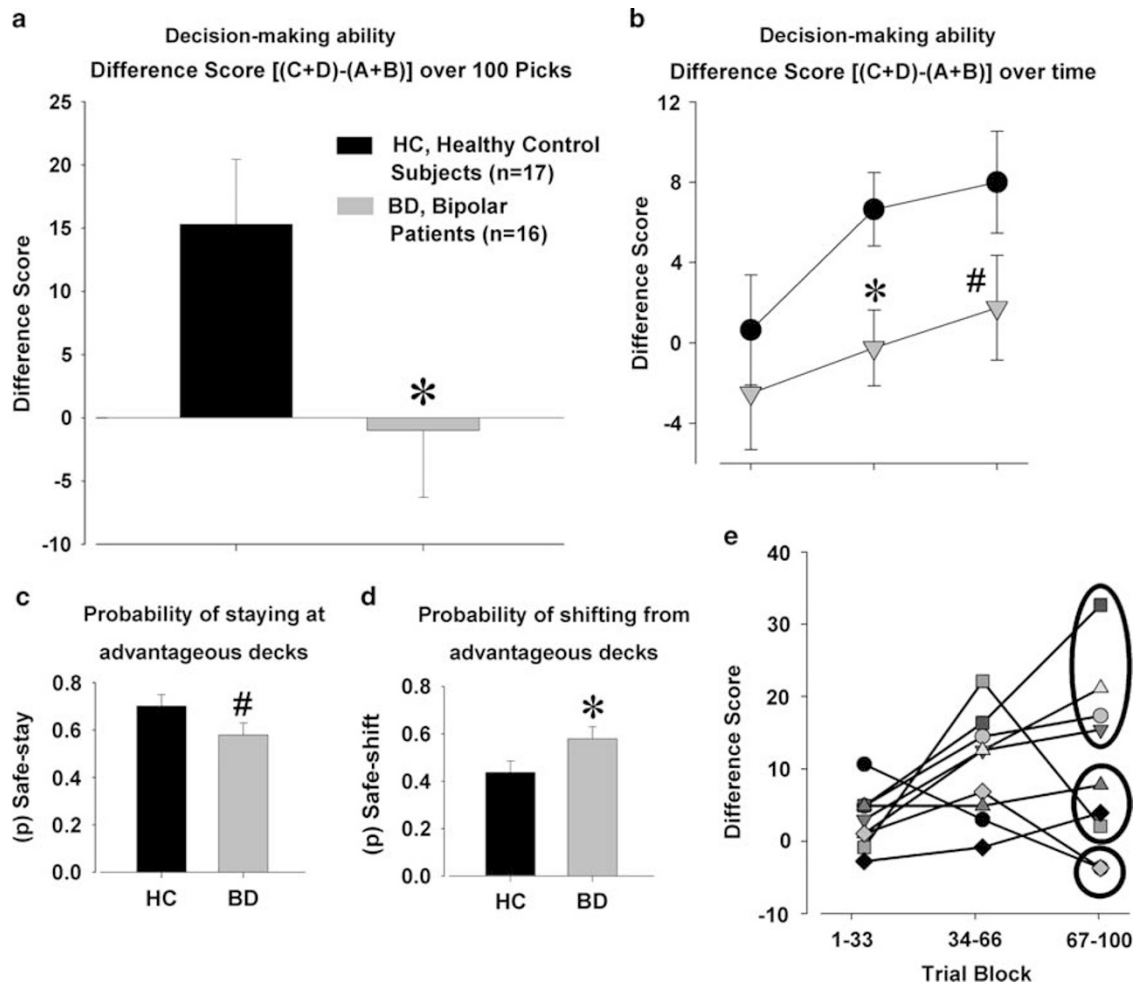 a
Decision-making ability
Difference Score [(C+D)-(A+B)] over 100 Picks
25
20
15
10
5
0
-5
-10
Difference Score
HC, Healthy Control
Subjects (n=17)
BD, Bipolar
Patients (n=16)
*
b
Decision-making ability
Difference Score [(C+D)-(A+B)] over time
12
8
4
0
-4
Difference Score
*
#
c
Probability of staying at
advantageous decks
0.8
0.6
0.4
0.2
0.0
(p) Safe-stay
#
HC BD
d
Probability of shifting from
advantageous decks
0.8
0.6
0.4
0.2
0.0
(p) Safe-shift
*
HC BD
e
40
30
20
10
0
-10
Difference Score
1-33 34-66 67-100
Trial Block